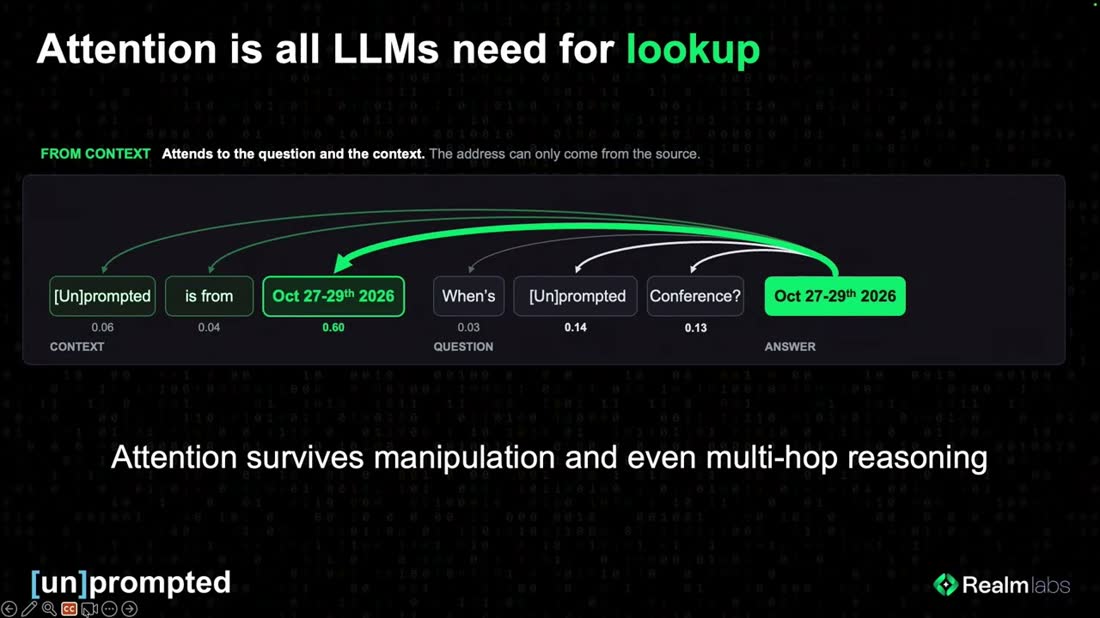 Attention is all LLMs need for lookup
FROM CONTEXT Attends to the question and the context. The address can only come from the source.
[Un]prompted is from Oct 27-29th 2026 When's [Un]prompted Conference? Oct 27-29th 2026
0.06 0.04 0.60 0.03 0.14 0.13
CONTEXT QUESTION ANSWER
Attention survives manipulation and even multi-hop reasoning
[un]prompted
Realmlabs
CC